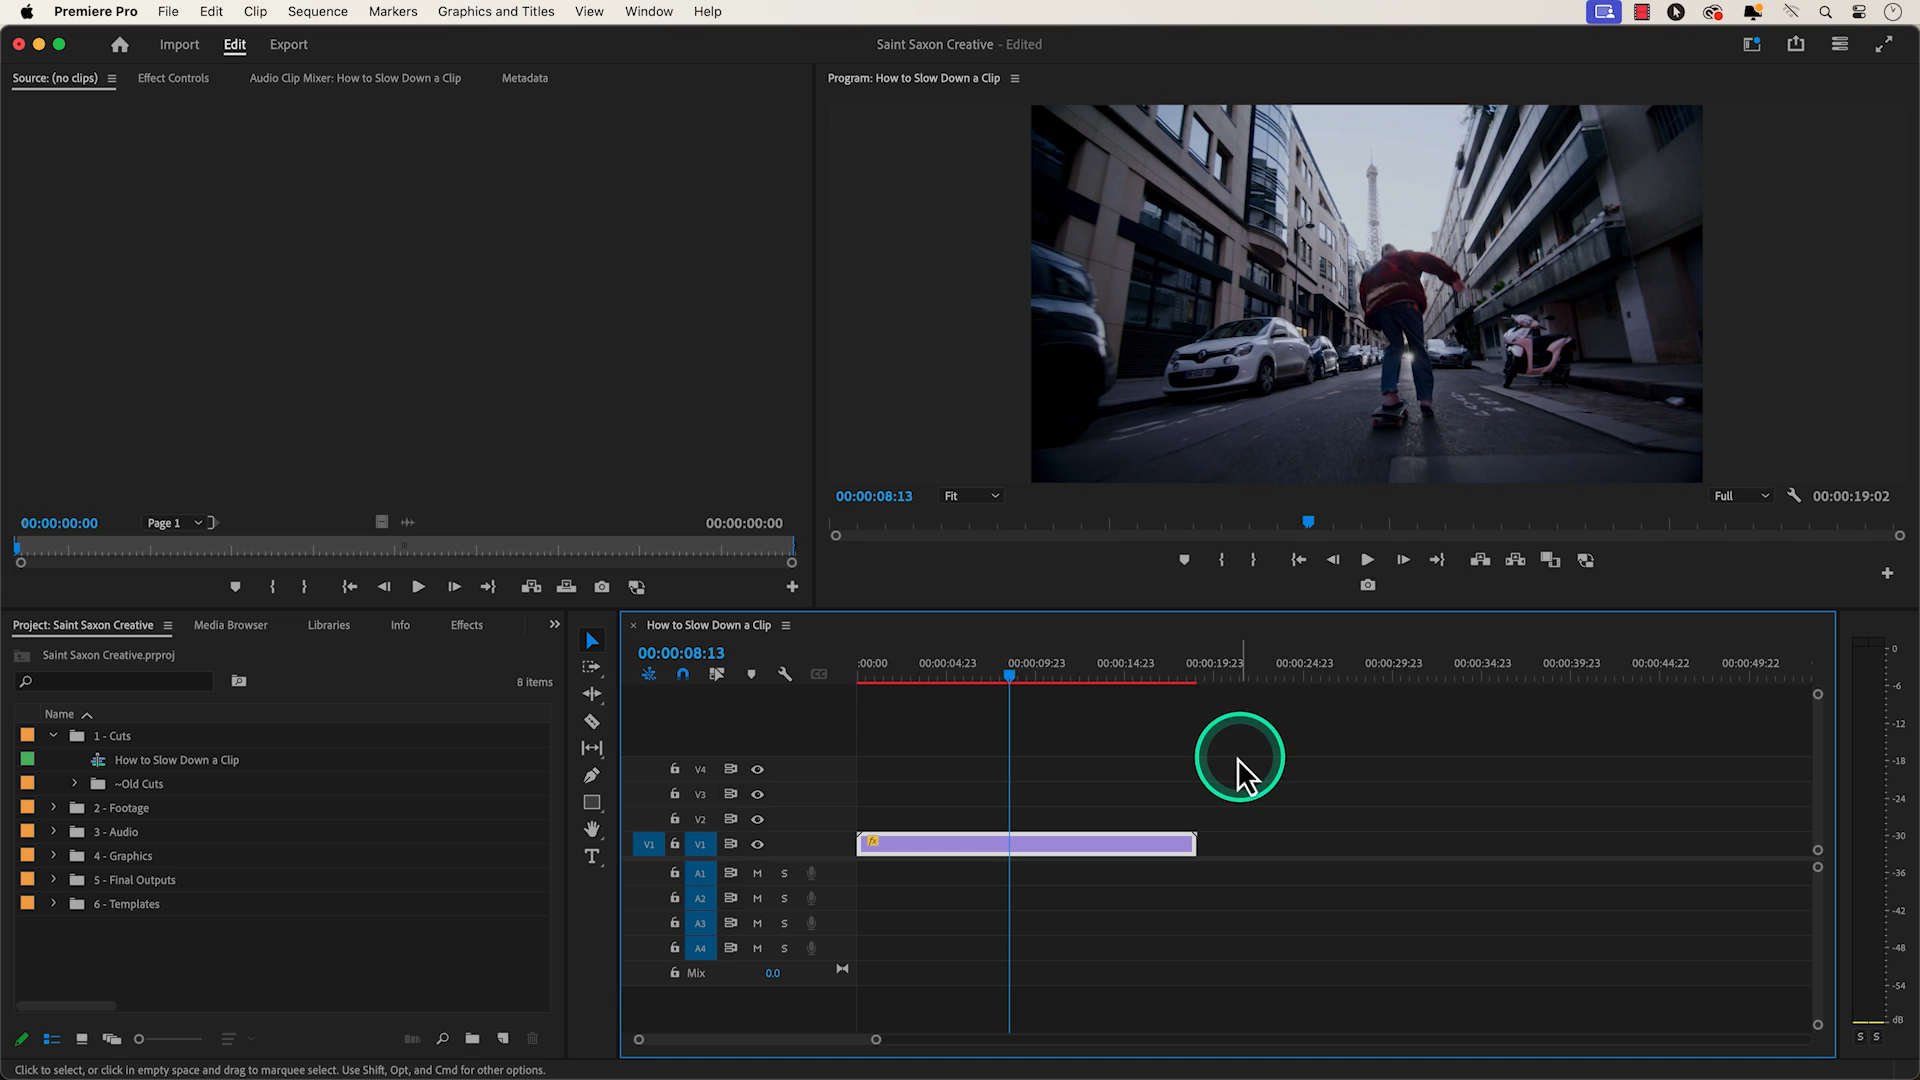 Premiere Pro File Edit Clip Sequence Markers Graphics and Titles View Window Help
Import Edit Export
Saint Saxon Creative - Edited
Source: (no clips) Effect Controls Audio Clip Mixer: How to Slow Down a Clip Metadata
Program: How to Slow Down a Clip
00:00:08:13 Fit Full 00:00:19:02
00:00:00:00 Page 1 00:00:00:00
Project: Saint Saxon Creative Media Browser Libraries Info Effects
Saint Saxon Creative.prproj
8 items
Name
1 - Cuts
How to Slow Down a Clip
~Old Cuts
2 - Footage
3 - Audio
4 - Graphics
5 - Final Outputs
6 - Templates
× How to Slow Down a Clip
00:00:08:13
:00:00 00:00:04:23 00:00:09:23 00:00:14:23 00:00:19:23 00:00:24:23 00:00:29:23 00:00:34:23 00:00:39:23 00:00:44:22 00:00:49:22
CC
V4
V3
V2
V1 V1 fx
A1 M S
A2 M S
A3 M S
A4 M S
Mix 0.0
0
-6
-12
-18
-24
-30
-36
-42
-48
-54
dB
S S
Click to select, or click in empty space and drag to marquee select. Use Shift, Opt, and Cmd for other options.